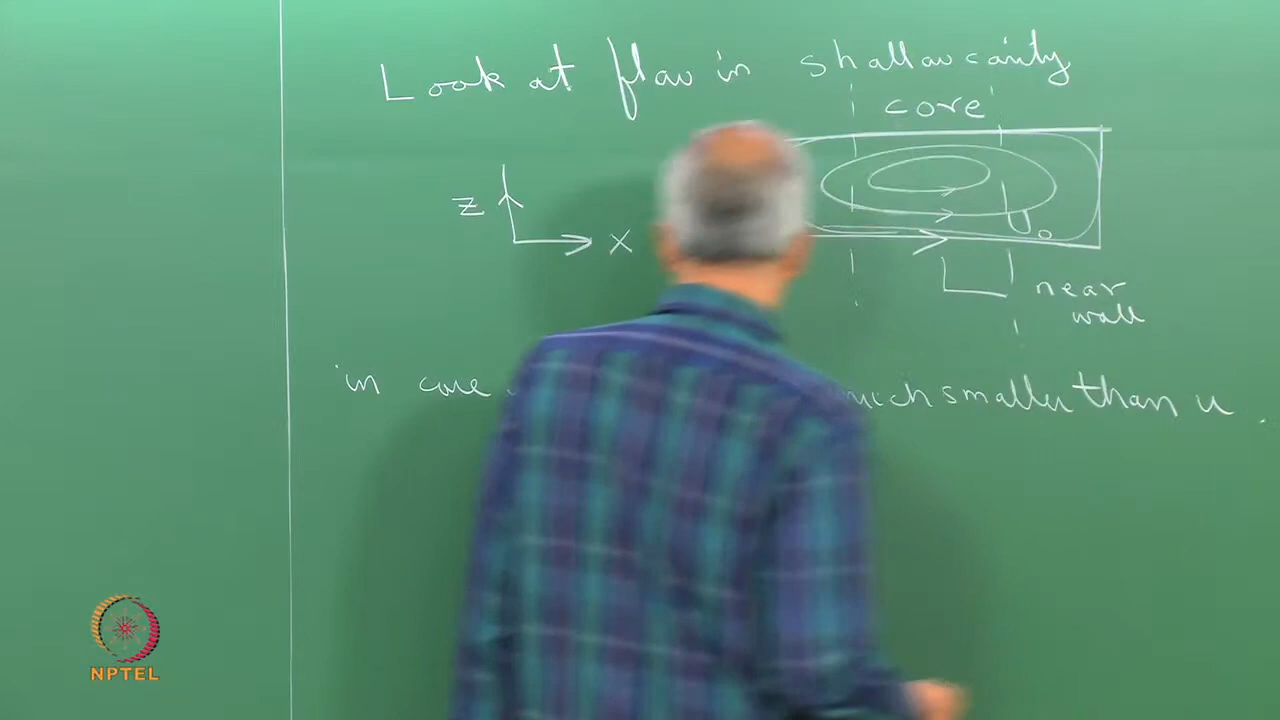 Look at flow in shallow cavity
core
z
x
U₀
near
wall
in core much smaller than u.
NPTEL